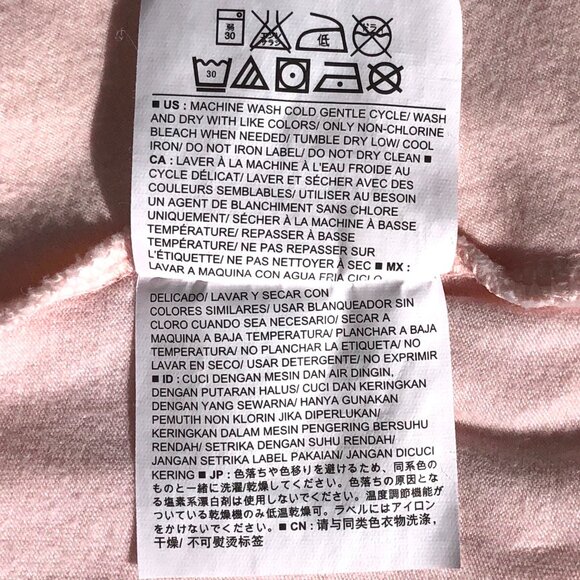 弱
30
エンソ
サラシ
低
ドライ
30
■ US : MACHINE WASH COLD GENTLE CYCLE/ WASH
AND DRY WITH LIKE COLORS/ ONLY NON-CHLORINE
BLEACH WHEN NEEDED/ TUMBLE DRY LOW/ COOL
IRON/ DO NOT IRON LABEL/ DO NOT DRY CLEAN ■
CA : LAVER À LA MACHINE À L'EAU FROIDE AU
CYCLE DÉLICAT/ LAVER ET SÉCHER AVEC DES
COULEURS SEMBLABLES/ UTILISER AU BESOIN
UN AGENT DE BLANCHIMENT SANS CHLORE
UNIQUEMENT/ SÉCHER À LA MACHINE À BASSE
TEMPÉRATURE/ REPASSER À BASSE
TEMPÉRATURE/ NE PAS REPASSER SUR
L'ÉTIQUETTE/ NE PAS NETTOYER À SEC ■ MX :
LAVAR A MAQUINA CON AGUA FRIA CICLO
DELICADO/ LAVAR Y SECAR CON
COLORES SIMILARES/ USAR BLANQUEADOR SIN
CLORO CUANDO SEA NECESARIO/ SECAR A
MAQUINA A BAJA TEMPERATURA/ PLANCHAR A BAJA
TEMPERATURA/ NO PLANCHAR LA ETIQUETA/ NO
LAVAR EN SECO/ USAR DETERGENTE/ NO EXPRIMIR
■ ID : CUCI DENGAN MESIN DAN AIR DINGIN,
DENGAN PUTARAN HALUS/ CUCI DAN KERINGKAN
DENGAN YANG SEWARNA/ HANYA GUNAKAN
PEMUTIH NON KLORIN JIKA DIPERLUKAN/
KERINGKAN DALAM MESIN PENGERING BERSUHU
RENDAH/ SETRIKA DENGAN SUHU RENDAH/
JANGAN SETRIKA LABEL PAKAIAN/ JANGAN DICUCI
KERING ■ JP : 色落ちや色移りを避けるため、同系色の
ものと一緒に洗濯/乾燥してください。色落ちの原因とな
る塩素系漂白剤は使用しないでください。温度調節機能が
ついている乾燥機のみ低温乾燥可。ラベルにはアイロン
をかけないでください。 ■ CN : 请与同类色衣物洗涤,
干燥/ 不可熨烫标签